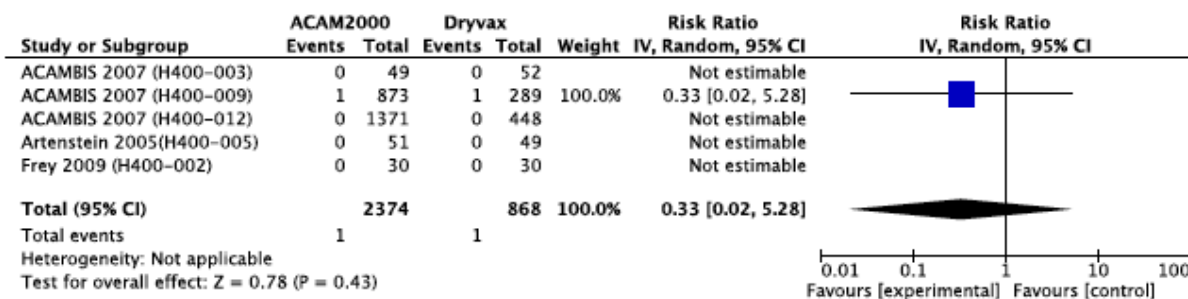 ACAM2000 Dryvax Risk Ratio Risk Ratio
Study or Subgroup Events Total Events Total Weight IV, Random, 95% CI IV, Random, 95% CI
ACAMBIS 2007 (H400-003) 0 49 0 52 Not estimable
ACAMBIS 2007 (H400-009) 1 873 1 289 100.0% 0.33 [0.02, 5.28]
ACAMBIS 2007 (H400-012) 0 1371 0 448 Not estimable
Artenstein 2005(H400-005) 0 51 0 49 Not estimable
Frey 2009 (H400-002) 0 30 0 30 Not estimable
Total (95% CI) 2374 868 100.0% 0.33 [0.02, 5.28]
Total events 1 1
Heterogeneity: Not applicable
Test for overall effect: Z = 0.78 (P = 0.43)
0.01 0.1 1 10 100
Favours [experimental] Favours [control]